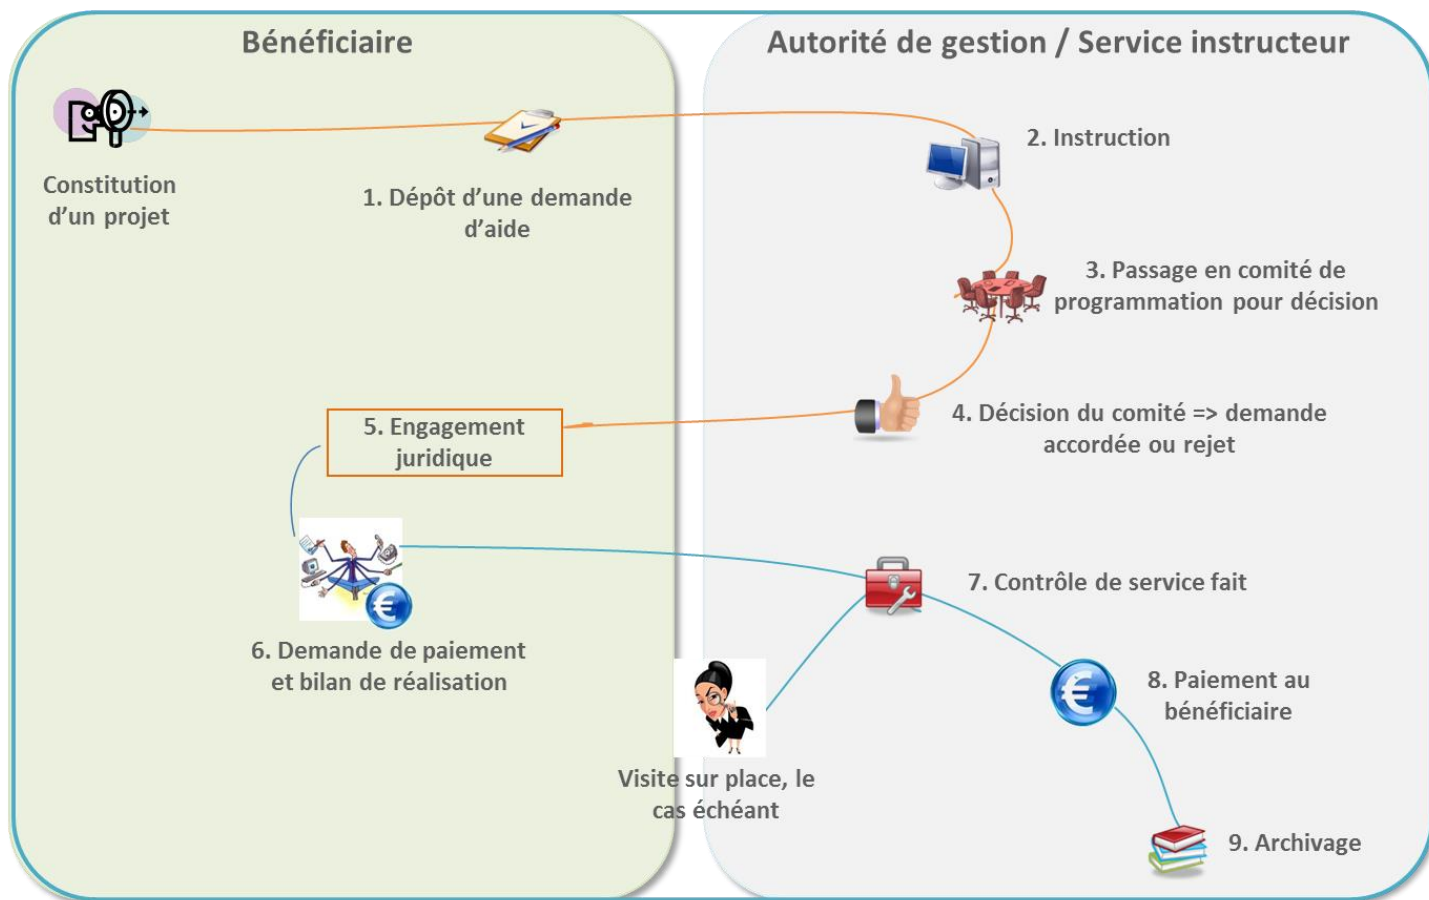 Bénéficiaire
Autorité de gestion / Service instructeur
Constitution
d'un projet
1. Dépôt d'une demande
d'aide
2. Instruction
3. Passage en comité de
programmation pour décision
4. Décision du comité => demande
accordée ou rejet
5. Engagement
juridique
6. Demande de paiement
et bilan de réalisation
7. Contrôle de service fait
Visite sur place, le
cas échéant
8. Paiement au
bénéficiaire
9. Archivage